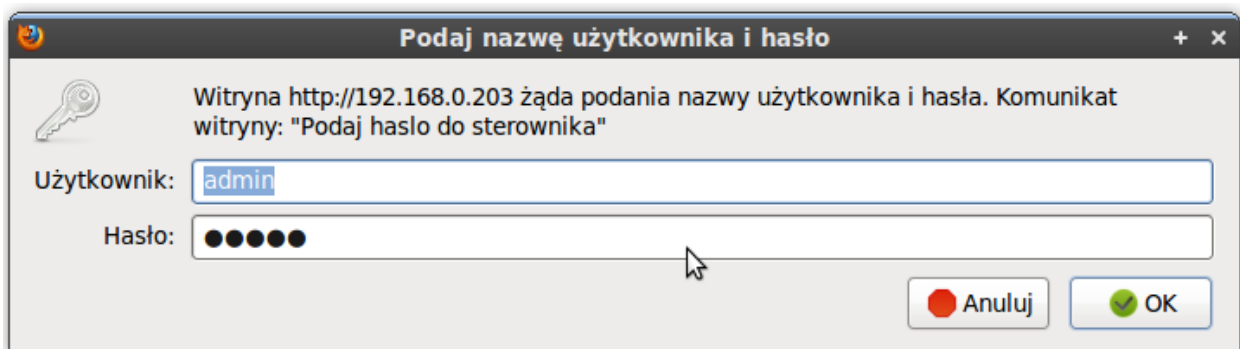 Podaj nazwę użytkownika i hasło
Witryna http://192.168.0.203 żąda podania nazwy użytkownika i hasła. Komunikat
witryny: "Podaj haslo do sterownika"
Użytkownik: admin
Hasło: ●●●●●
Anuluj OK